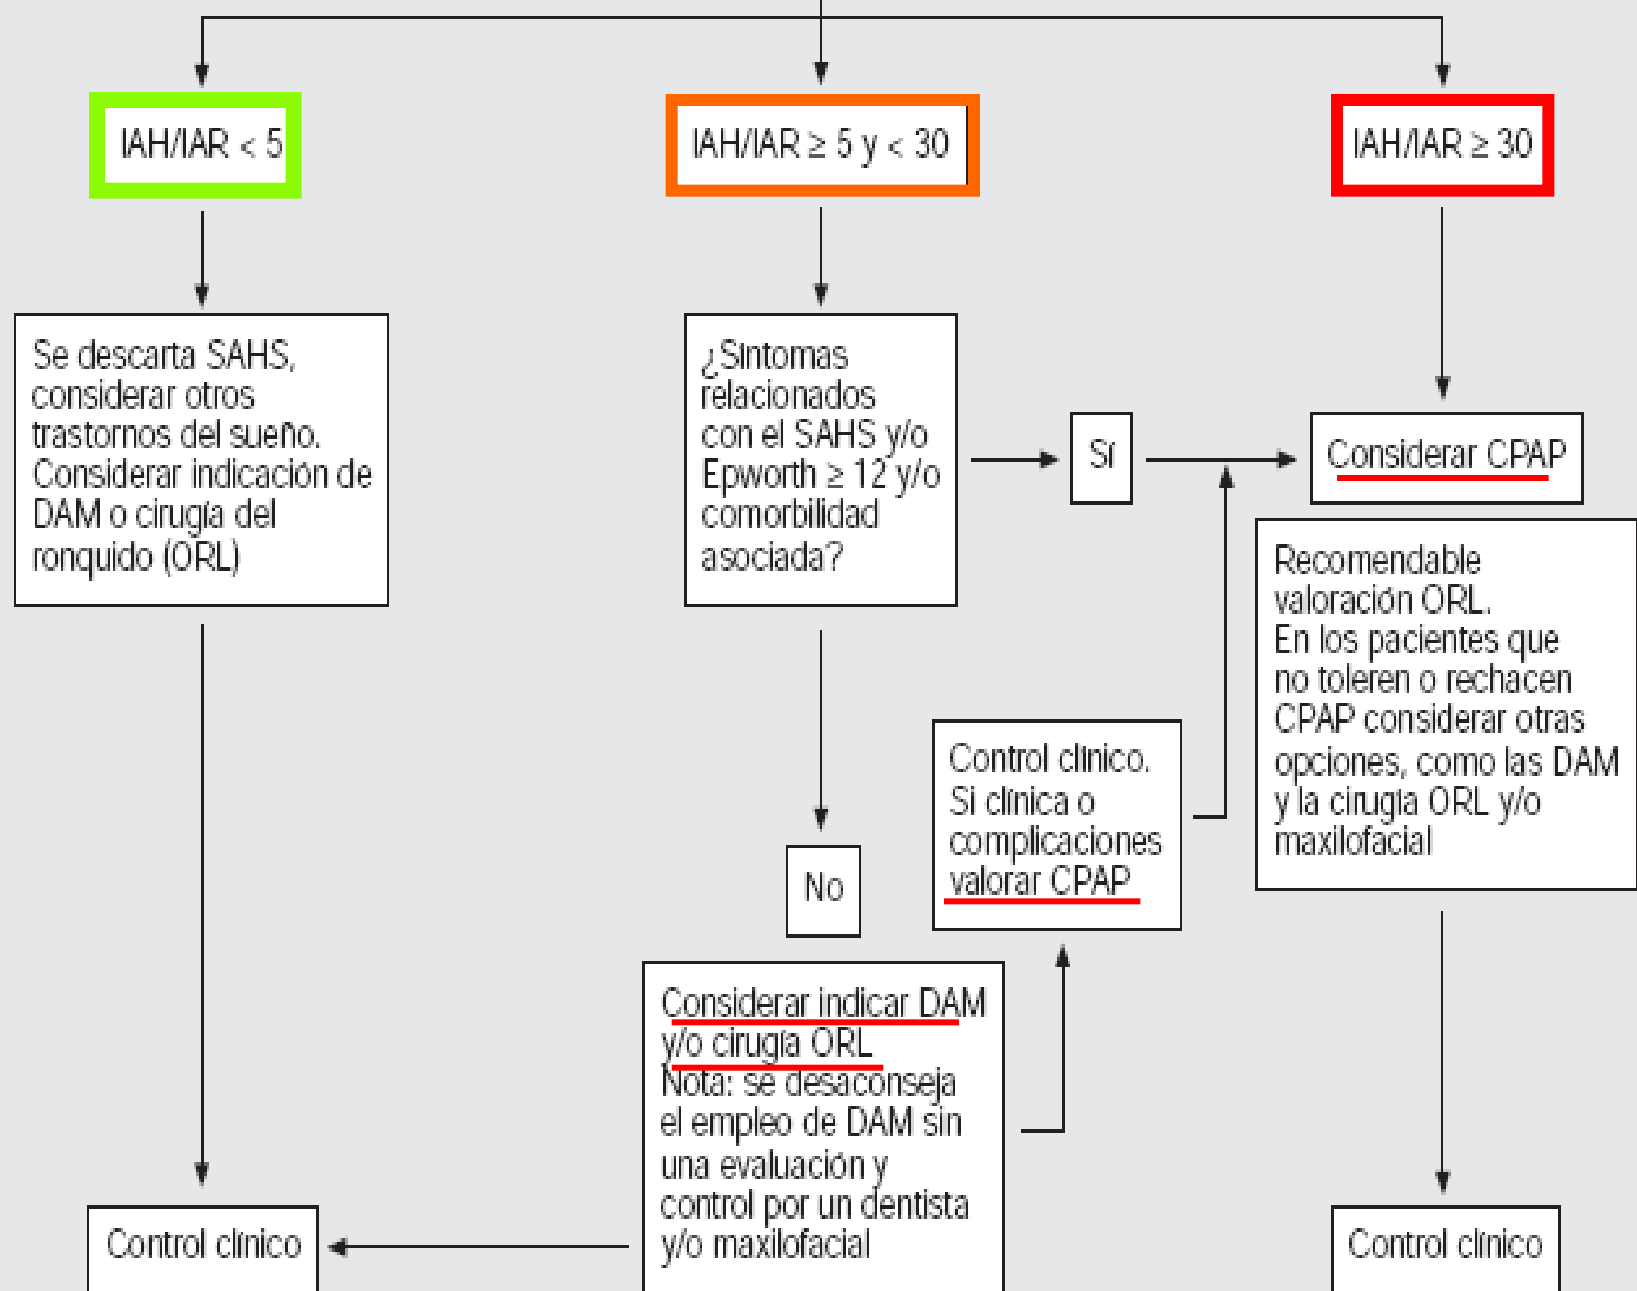 IAH/IAR < 5
IAH/IAR ≥ 5 y < 30
IAH/IAR ≥ 30
Se descarta SAHS,
considerar otros
trastornos del sueño.
Considerar indicación de
DAM o cirugía del
ronquido (ORL)
¿Síntomas
relacionados
con el SAHS y/o
Epworth ≥ 12 y/o
comorbilidad
asociada?
Sí
Considerar CPAP
Recomendable
valoración ORL.
En los pacientes que
no toleren o rechacen
CPAP considerar otras
opciones, como las DAM
y la cirugía ORL y/o
maxilofacial
Control clínico.
Si clínica o
complicaciones
valorar CPAP
No
Considerar indicar DAM
y/o cirugía ORL
Nota: se desaconseja
el empleo de DAM sin
una evaluación y
control por un dentista
y/o maxilofacial
Control clínico
Control clínico